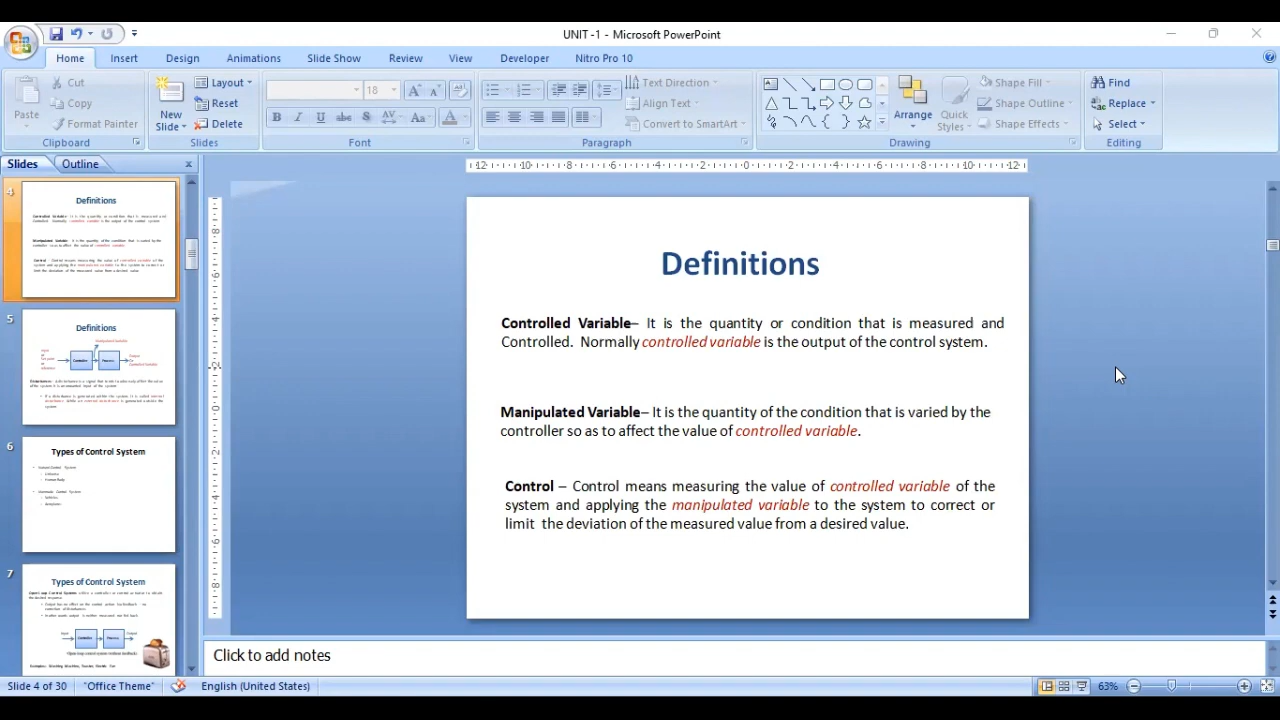 UNIT -1 - Microsoft PowerPoint
Home Insert Design Animations Slide Show Review View Developer Nitro Pro 10
Paste
Cut
Copy
Format Painter
Clipboard
New Slide
Layout
Reset
Delete
Slides
18
Font
Text Direction
Align Text
Convert to SmartArt
Paragraph
Arrange
Quick Styles
Shape Fill
Shape Outline
Shape Effects
Drawing
Find
Replace
Select
Editing
Slides Outline
4
Definitions
5
Definitions
6
Types of Control System
7
Types of Control System
Definitions
Controlled Variable– It is the quantity or condition that is measured and
Controlled. Normally controlled variable is the output of the control system.
Manipulated Variable– It is the quantity of the condition that is varied by the
controller so as to affect the value of controlled variable.
Control – Control means measuring the value of controlled variable of the
system and applying the manipulated variable to the system to correct or
limit the deviation of the measured value from a desired value.
Click to add notes
Slide 4 of 30 "Office Theme" English (United States) 63%